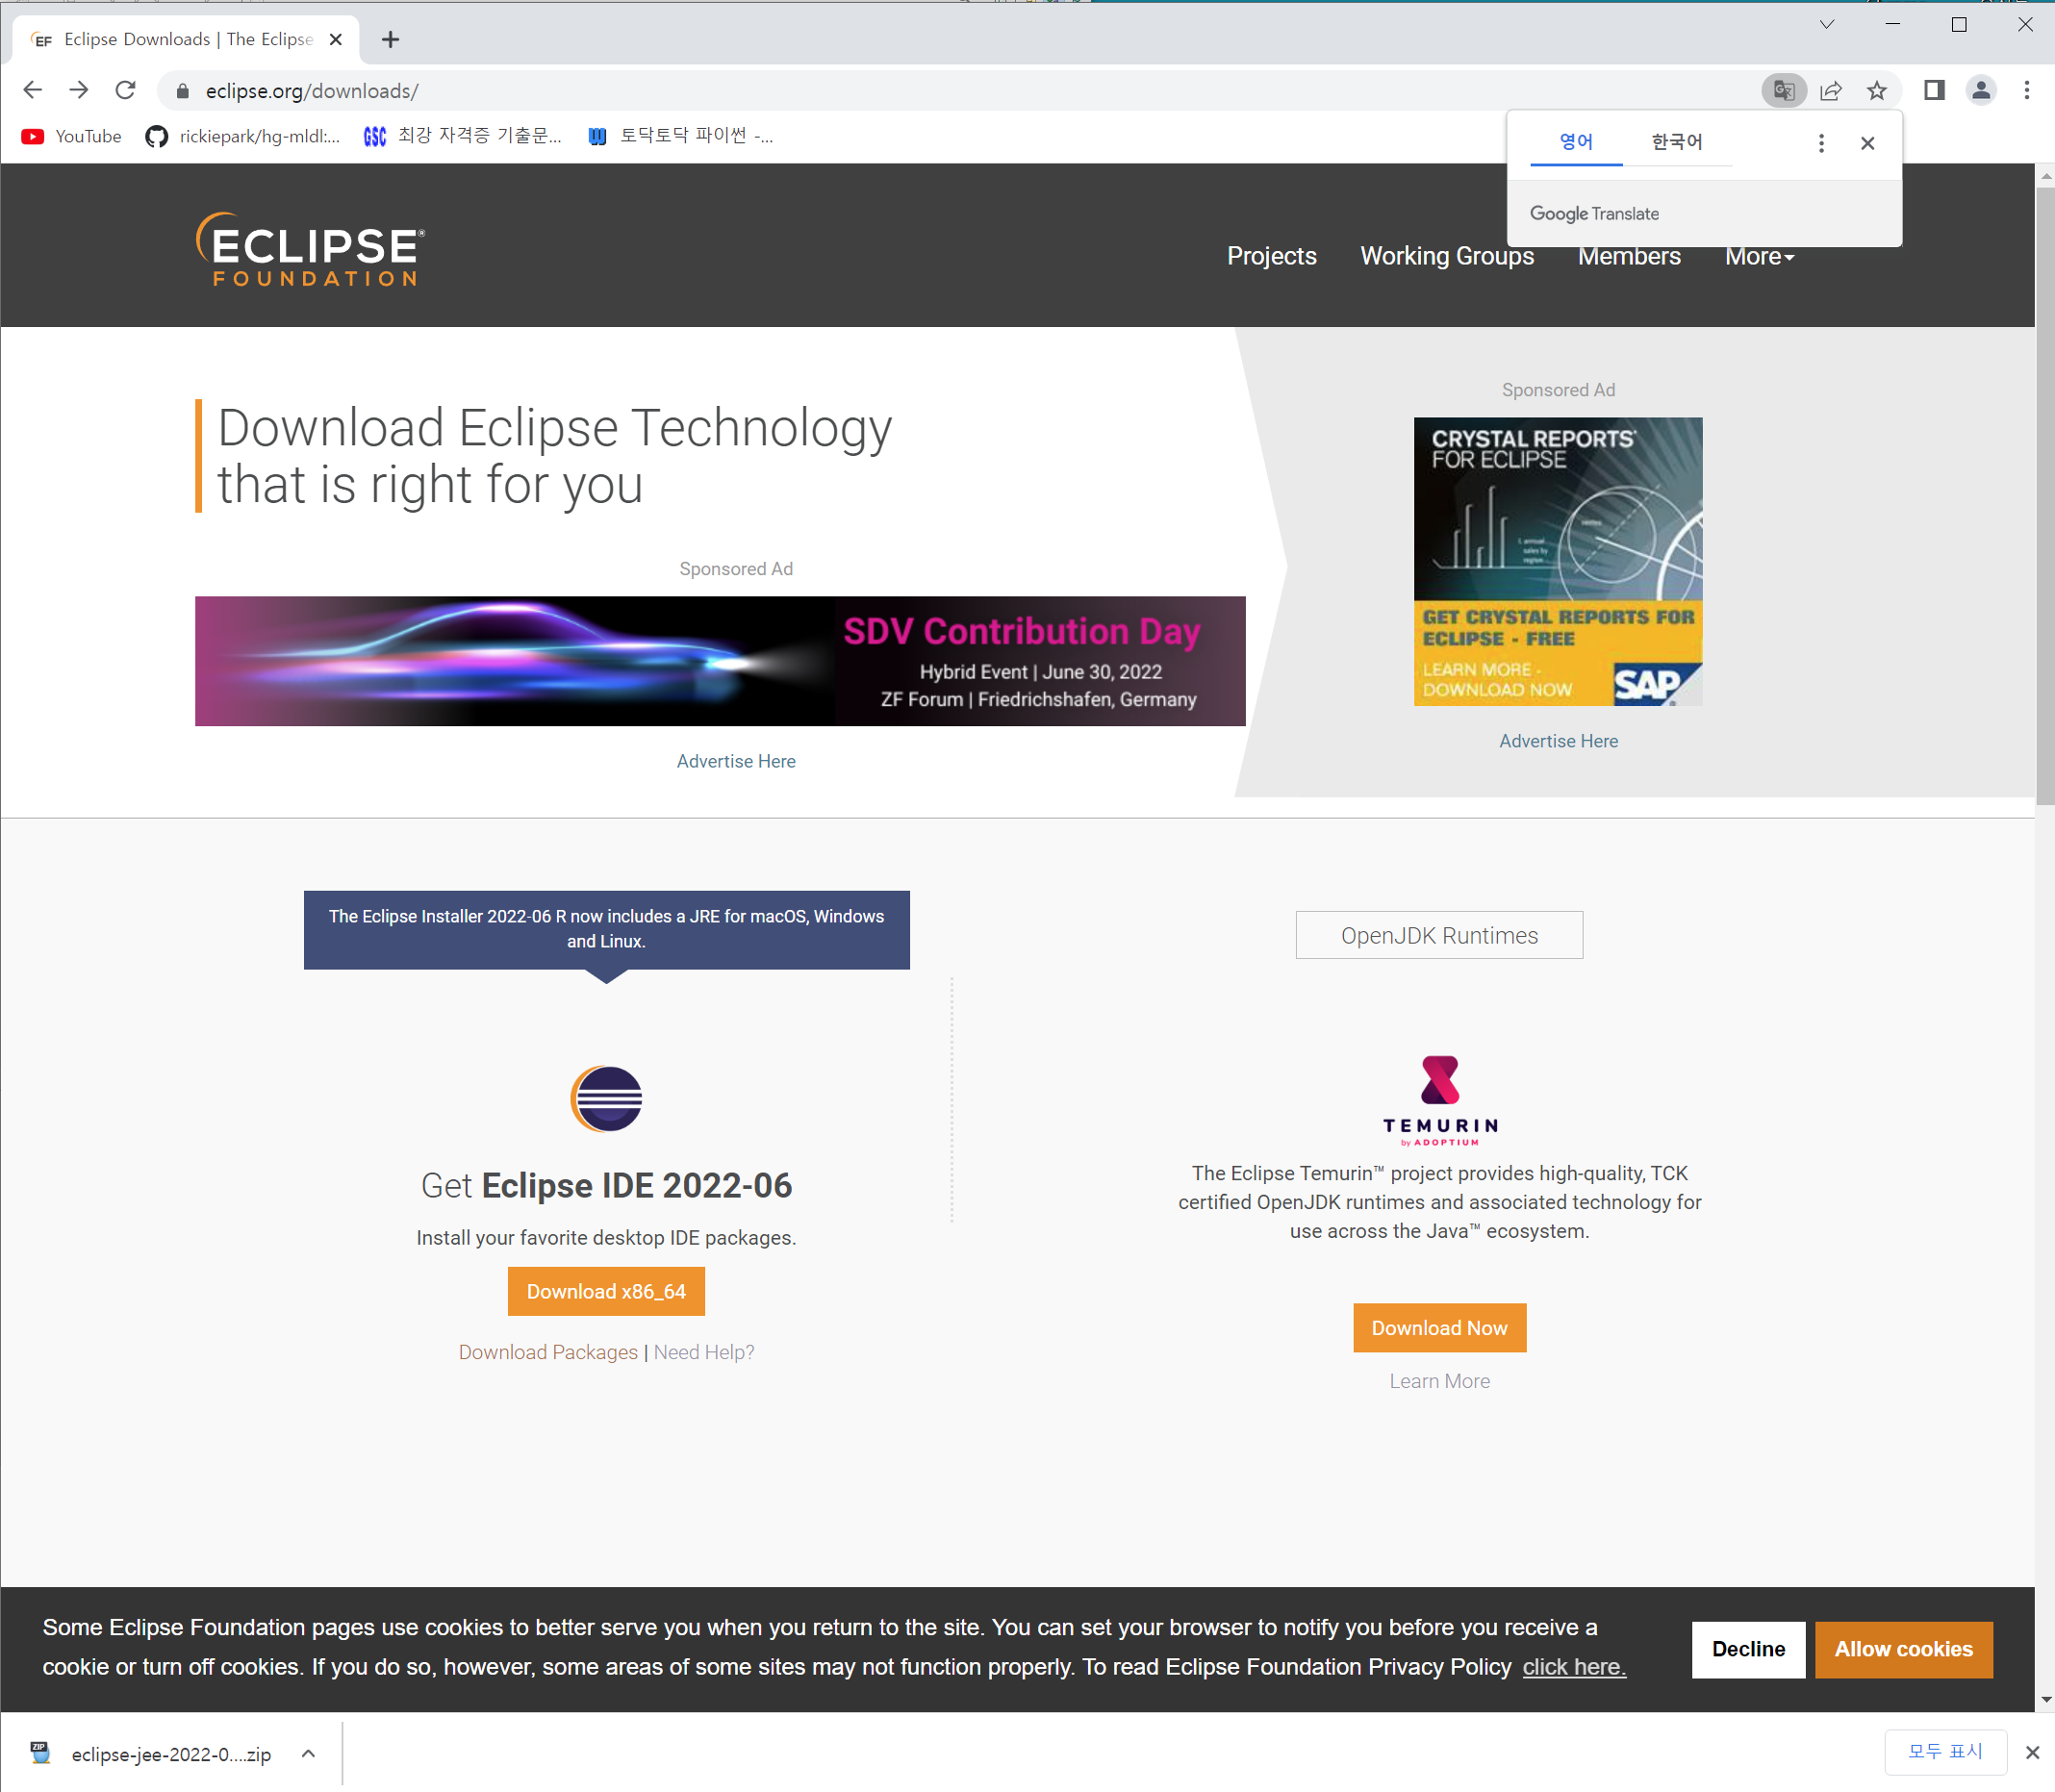 Eclipse Downloads | The Eclipse
eclipse.org/downloads/
YouTube
rickiepark/hg-mldl:...
GSC 최강 자격증 기출문...
토닥토닥 파이썬 -...
영어 한국어
Google Translate
ECLIPSE®
FOUNDATION
Projects
Working Groups
Members
More
Download Eclipse Technology
that is right for you
Sponsored Ad
SDV Contribution Day
Hybrid Event | June 30, 2022
ZF Forum | Friedrichshafen, Germany
Advertise Here
Sponsored Ad
CRYSTAL REPORTS®
FOR ECLIPSE
GET CRYSTAL REPORTS FOR
ECLIPSE - FREE
LEARN MORE -
DOWNLOAD NOW
SAP
Advertise Here
The Eclipse Installer 2022-06 R now includes a JRE for macOS, Windows
and Linux.
Get Eclipse IDE 2022-06
Install your favorite desktop IDE packages.
Download x86_64
Download Packages | Need Help?
OpenJDK Runtimes
TEMURIN
by ADOPTIUM
The Eclipse Temurin™ project provides high-quality, TCK
certified OpenJDK runtimes and associated technology for
use across the Java™ ecosystem.
Download Now
Learn More
Some Eclipse Foundation pages use cookies to better serve you when you return to the site. You can set your browser to notify you before you receive a
cookie or turn off cookies. If you do so, however, some areas of some sites may not function properly. To read Eclipse Foundation Privacy Policy click here.
Decline
Allow cookies
ZIP
eclipse-jee-2022-0....zip
모두 표시